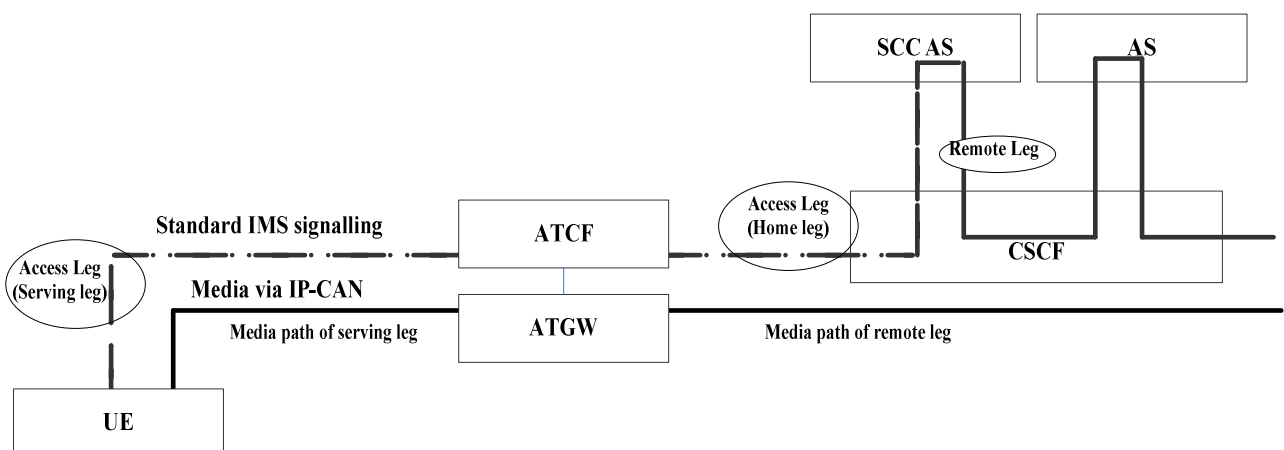 SCC AS
AS
Remote Leg
Access Leg
(Home leg)
Standard IMS signalling
ATCF
CSCF
Access Leg
(Serving leg)
Media via IP-CAN
ATGW
Media path of serving leg
Media path of remote leg
UE